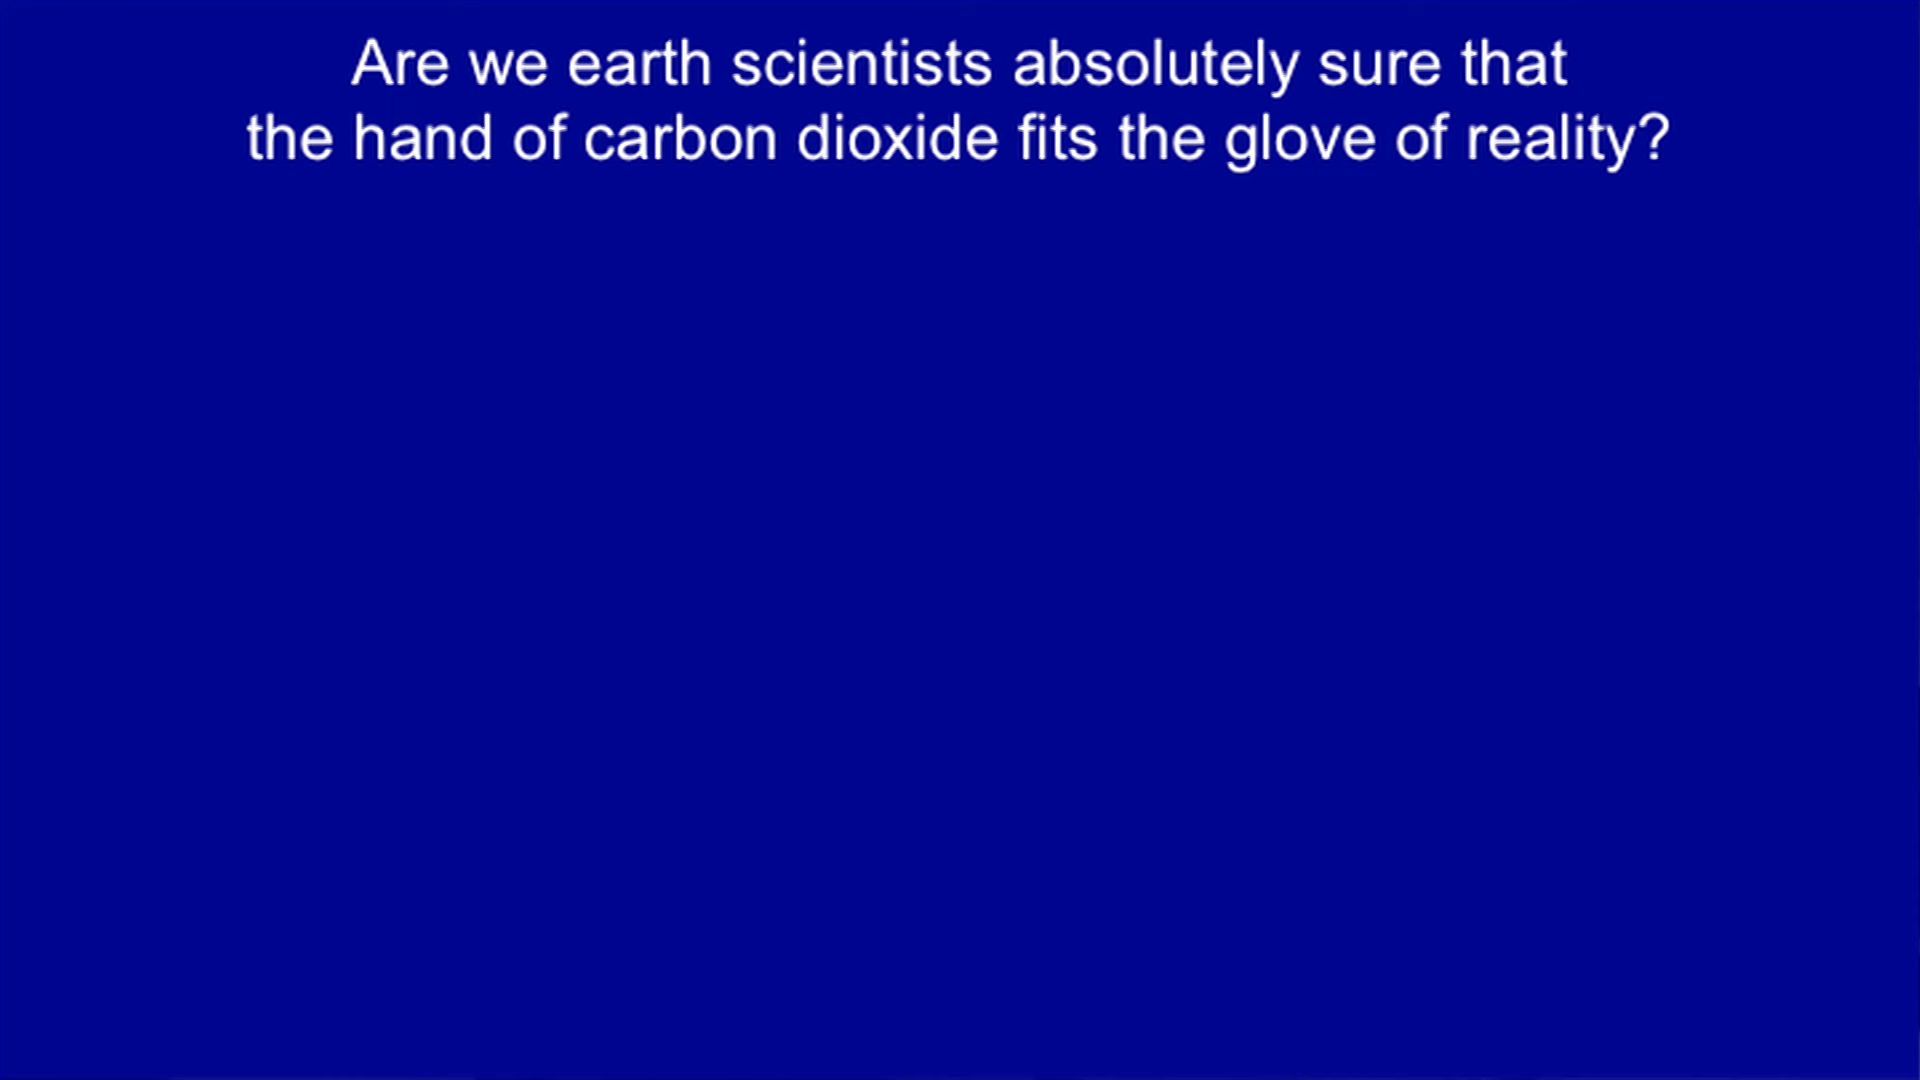 Are we earth scientists absolutely sure that
the hand of carbon dioxide fits the glove of reality?